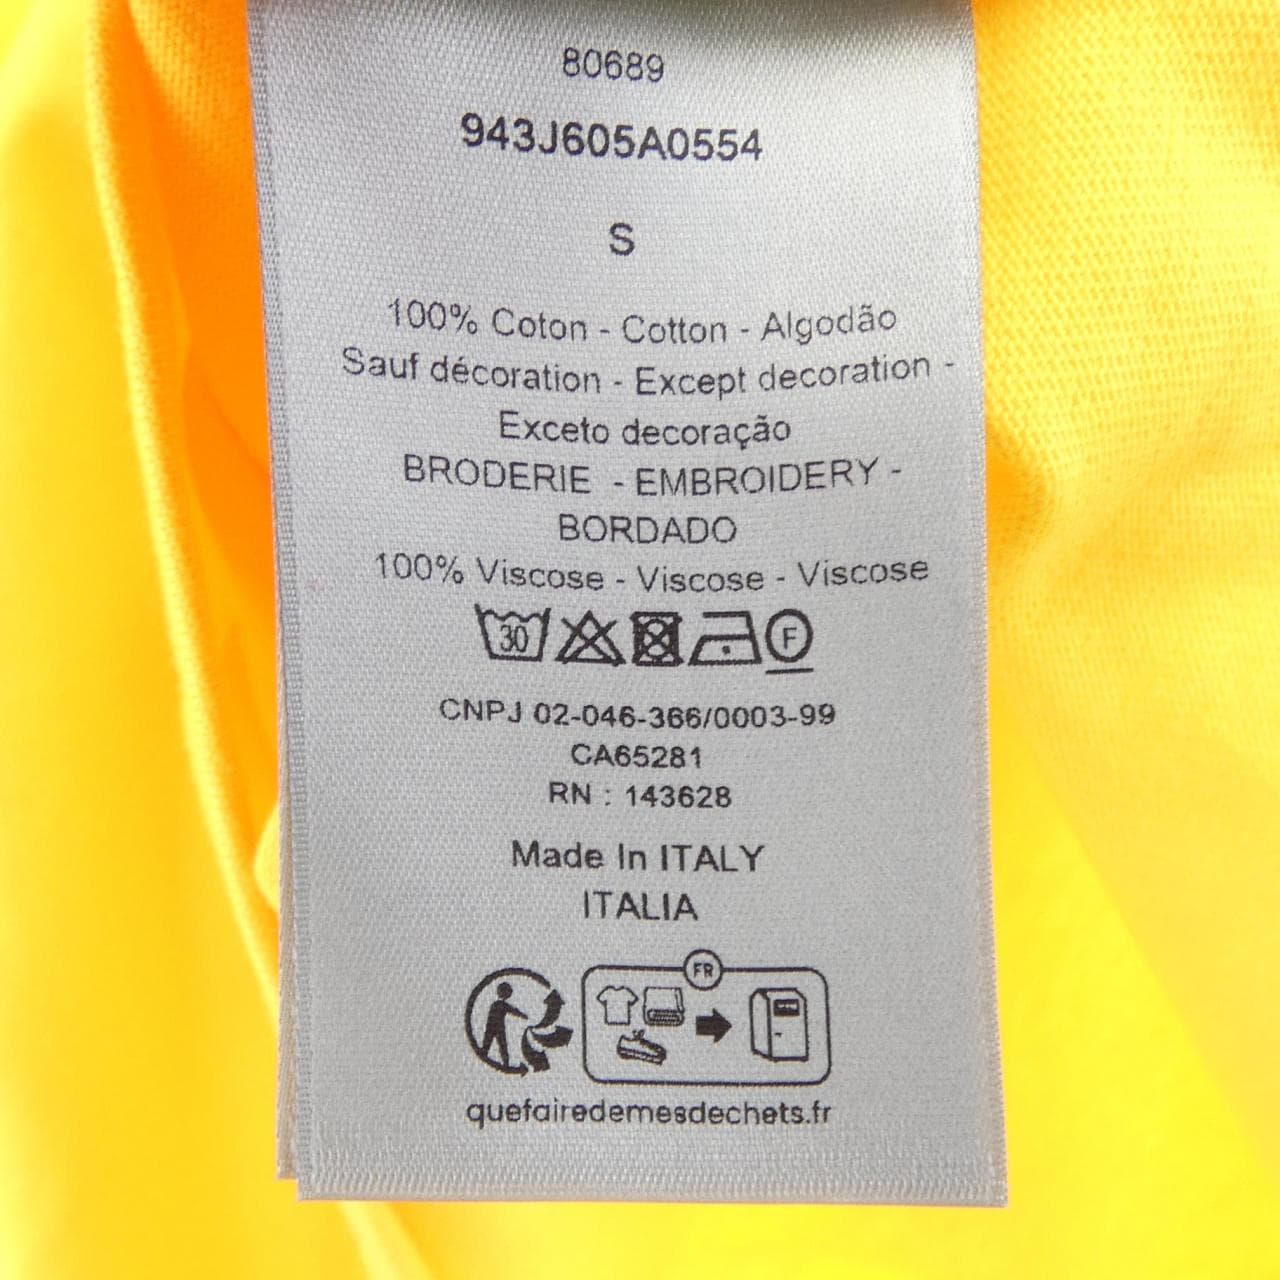 80689
943J605A0554
S
100% Coton - Cotton - Algodão
Sauf décoration - Except decoration -
Exceto decoração
BRODERIE - EMBROIDERY -
BORDADO
100% Viscose - Viscose - Viscose
30 F
CNPJ 02-046-366/0003-99
CA65281
RN : 143628
Made In ITALY
ITALIA
FR
quefairedemesdechets.fr